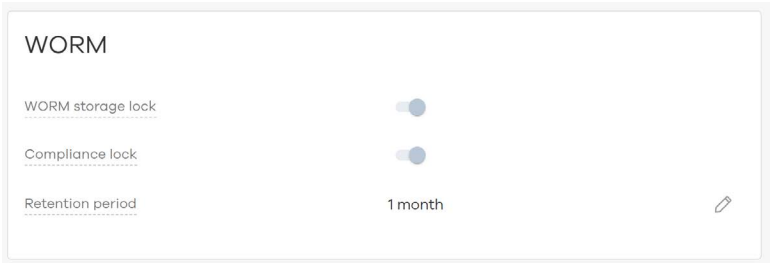 WORM
WORM storage lock
Compliance lock
Retention period 1 month